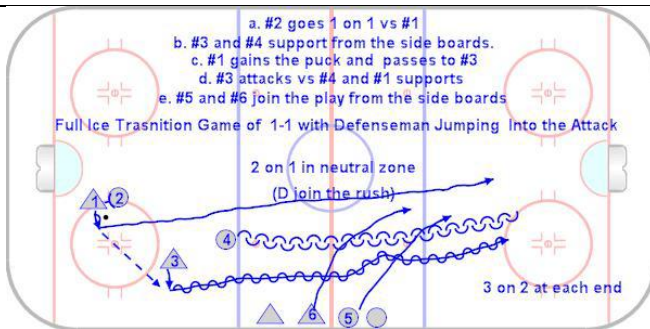 a. #2 goes 1 on 1 vs #1
b. #3 and #4 support from the side boards.
c. #1 gains the puck and passes to #3
d. #3 attacks vs #4 and #1 supports
e. #5 and #6 join the play from the side boards
Full Ice Trasnition Game of 1-1 with Defenseman Jumping Into the Attack
2 on 1 in neutral zone
(D join the rush)
1 2
4
3
3 on 2 at each end
6 5